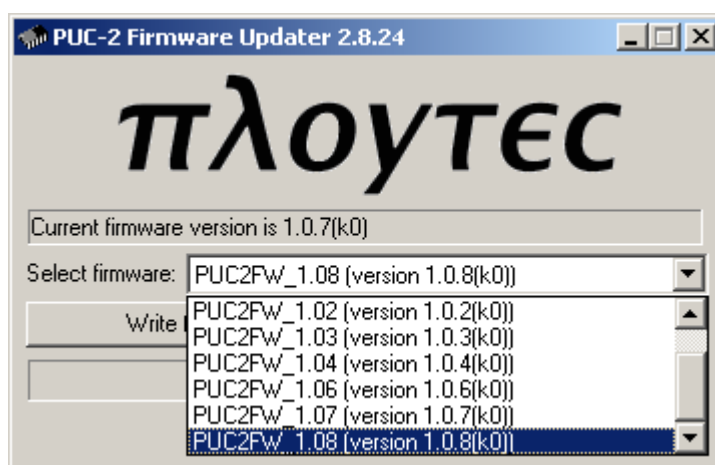 PUC-2 Firmware Updater 2.8.24
πλουτες
Current firmware version is 1.0.7(k0)
Select firmware: PUC2FW_1.08 (version 1.0.8(k0))
PUC2FW_1.02 (version 1.0.2(k0))
Write
PUC2FW_1.03 (version 1.0.3(k0))
PUC2FW_1.04 (version 1.0.4(k0))
PUC2FW_1.06 (version 1.0.6(k0))
PUC2FW_1.07 (version 1.0.7(k0))
PUC2FW_1.08 (version 1.0.8(k0))